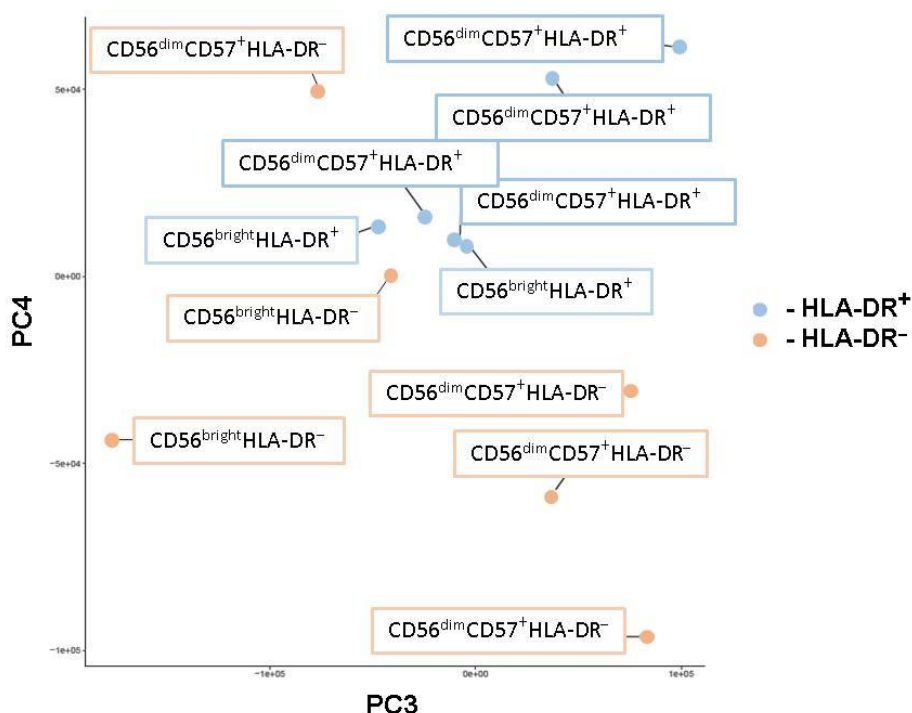 CD56ᵈⁱᵐCD57⁺HLA-DR⁻
CD56ᵈⁱᵐCD57⁺HLA-DR⁺
5e+04
CD56ᵈⁱᵐCD57⁺HLA-DR⁺
CD56ᵈⁱᵐCD57⁺HLA-DR⁺
CD56ᵈⁱᵐCD57⁺HLA-DR⁺
CD56ᵇʳⁱᵍʰᵗHLA-DR⁺
0e+00
CD56ᵇʳⁱᵍʰᵗHLA-DR⁺
CD56ᵇʳⁱᵍʰᵗHLA-DR⁻
PC4
- HLA-DR⁺
- HLA-DR⁻
CD56ᵈⁱᵐCD57⁺HLA-DR⁻
CD56ᵇʳⁱᵍʰᵗHLA-DR⁻
CD56ᵈⁱᵐCD57⁺HLA-DR⁻
-5e+04
CD56ᵈⁱᵐCD57⁺HLA-DR⁻
-1e+05
-1e+05
0e+00
1e+05
PC3